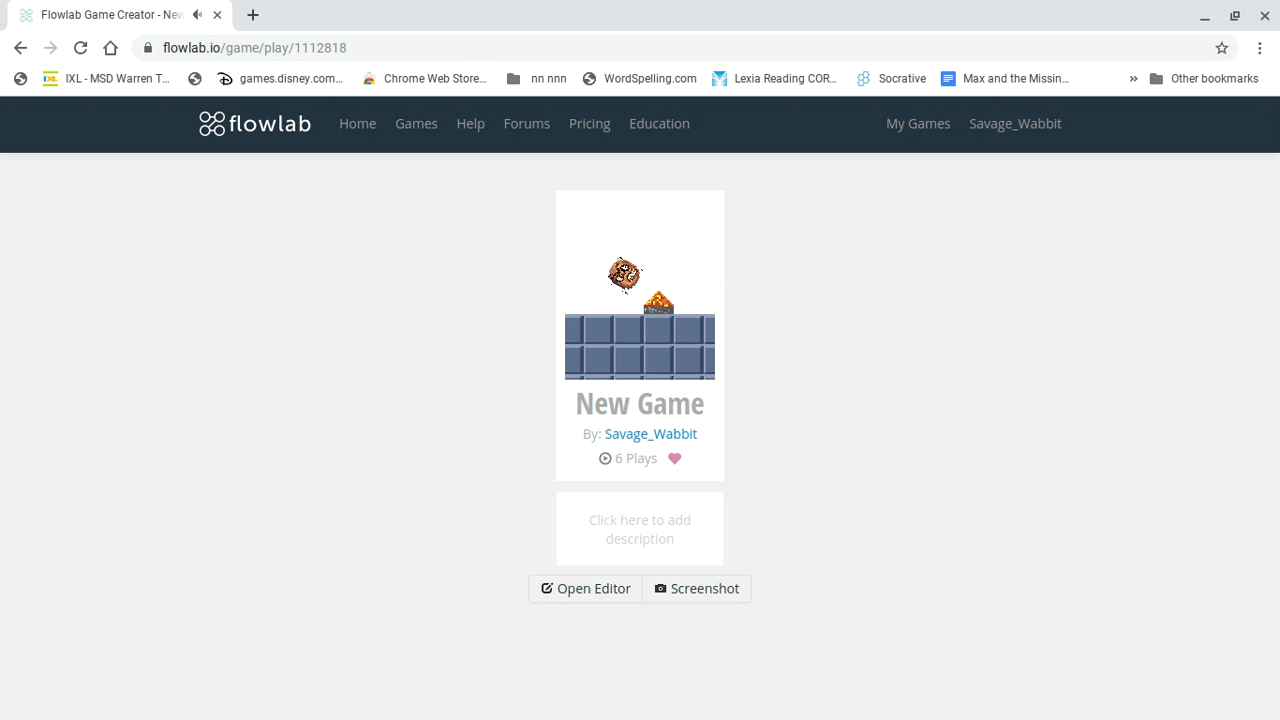 Flowlab Game Creator - New
flowlab.io/game/play/1112818
IXL - MSD Warren T...
games.disney.com...
Chrome Web Store...
nn nnn
WordSpelling.com
Lexia Reading COR...
Socrative
Max and the Missin...
»
Other bookmarks
flowlab
Home
Games
Help
Forums
Pricing
Education
My Games
Savage_Wabbit
New Game
By: Savage_Wabbit
6 Plays
Click here to add
description
Open Editor
Screenshot